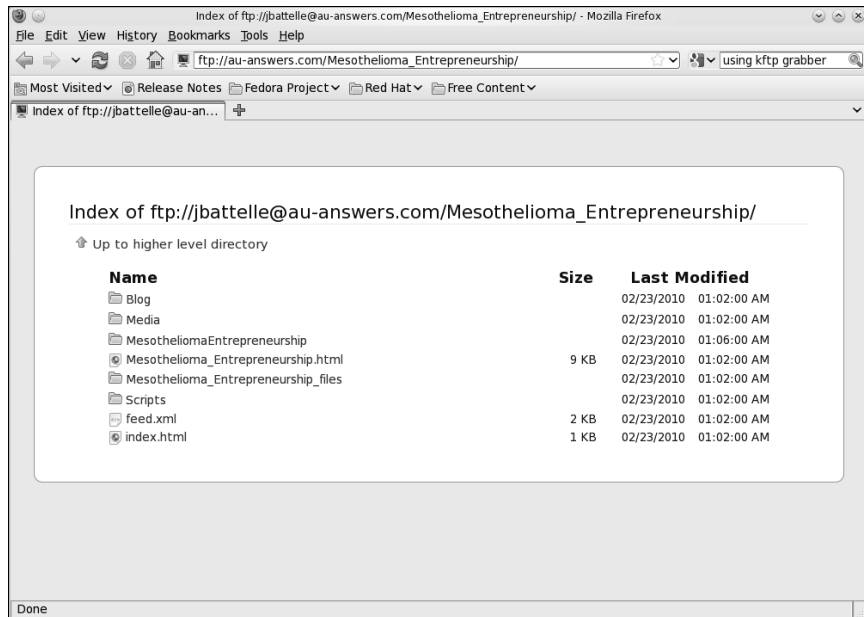 Index of ftp://jbattelle@au-answers.com/Mesothelioma_Entrepreneurship/ - Mozilla Firefox
File Edit View History Bookmarks Tools Help
ftp://au-answers.com/Mesothelioma_Entrepreneurship/ using kftp grabber
Most Visited Release Notes Fedora Project Red Hat Free Content
Index of ftp://jbattelle@au-an...
Index of ftp://jbattelle@au-answers.com/Mesothelioma_Entrepreneurship/
Up to higher level directory
Name Size Last Modified
Blog 02/23/2010 01:02:00 AM
Media 02/23/2010 01:02:00 AM
MesotheliomaEntrepreneurship 02/23/2010 01:06:00 AM
Mesothelioma_Entrepreneurship.html 9 KB 02/23/2010 01:02:00 AM
Mesothelioma_Entrepreneurship_files 02/23/2010 01:02:00 AM
Scripts 02/23/2010 01:02:00 AM
feed.xml 2 KB 02/23/2010 01:02:00 AM
index.html 1 KB 02/23/2010 01:02:00 AM
Done